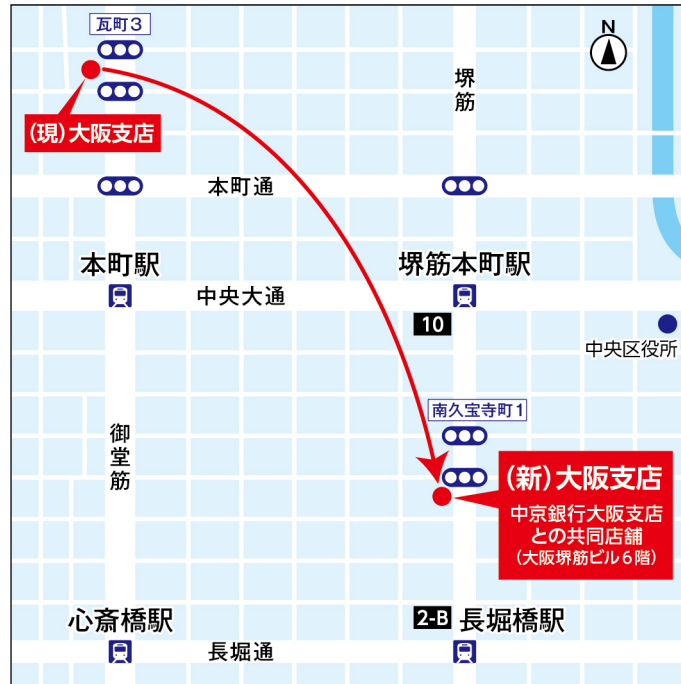 瓦町3
N
(現)大阪支店
堺筋
本町通
本町駅
堺筋本町駅
中央大通
10
中央区役所
南久宝寺町1
御堂筋
(新)大阪支店
中京銀行大阪支店
との共同店舗
(大阪堺筋ビル6階)
心斎橋駅
2-B
長堀橋駅
長堀通